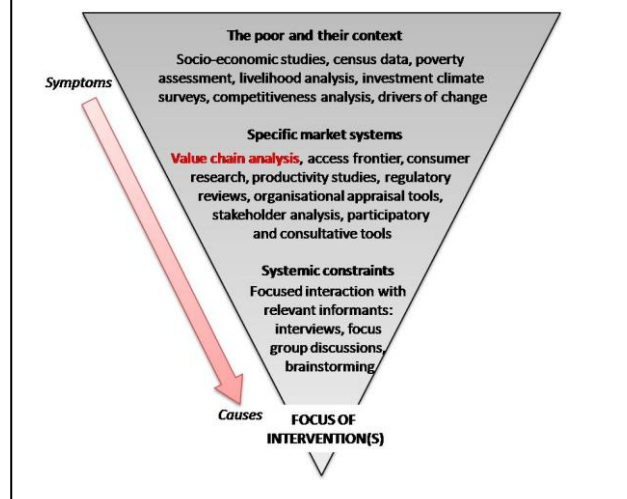 The poor and their context
Socio-economic studies, census data, poverty
assessment, livelihood analysis, investment climate
surveys, competitiveness analysis, drivers of change
Symptoms
Specific market systems
Value chain analysis, access frontier, consumer
research, productivity studies, regulatory
reviews, organisational appraisal tools,
stakeholder analysis, participatory
and consultative tools
Systemic constraints
Focused interaction with
relevant informants:
interviews, focus
group discussions,
brainstorming
Causes
FOCUS OF
INTERVENTION(S)